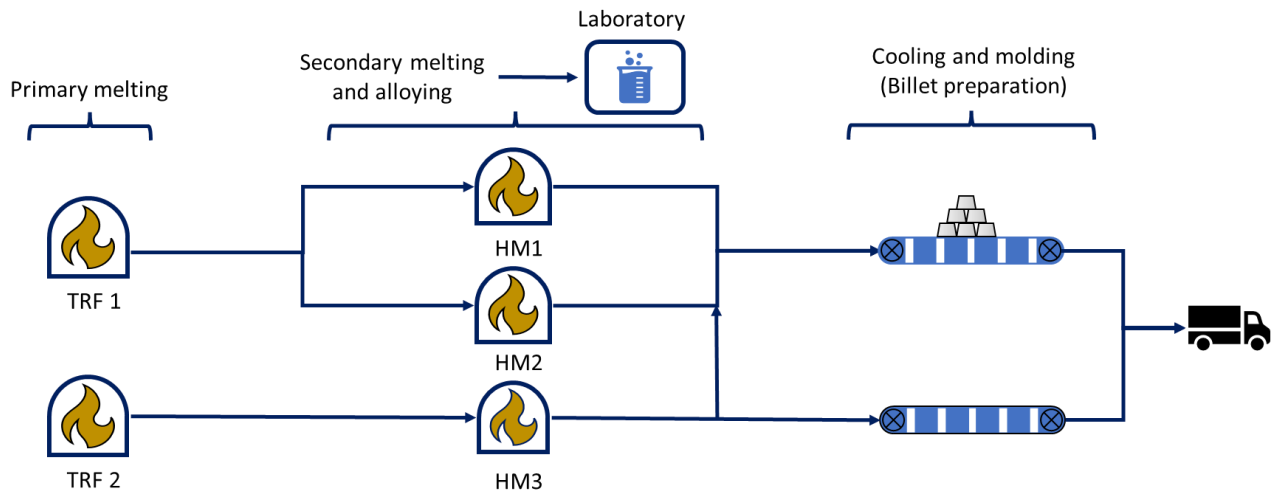 Laboratory
Secondary melting
and alloying
Cooling and molding
(Billet preparation)
Primary melting
HM1
TRF 1
HM2
TRF 2
HM3